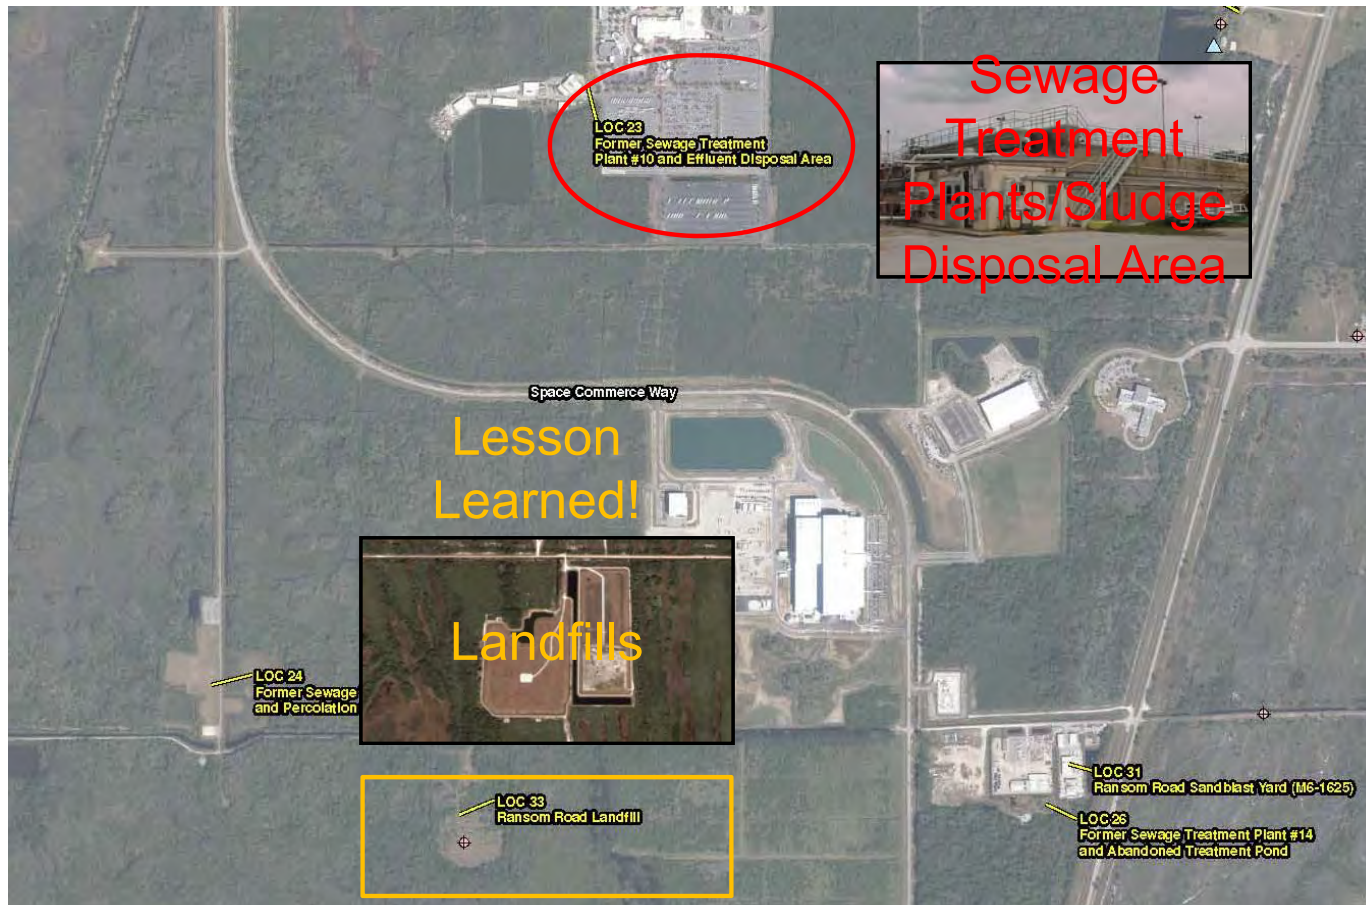 Sewage
Treatment
Plants/Sludge
Disposal Area
LOC 23
Former Sewage Treatment
Plant #10 and Effluent Disposal Area
Space Commerce Way
Lesson
Learned!
Landfills
LOC 24
Former Sewage
and Percolation
LOC 33
Ransom Road Landfill
LOC 31
Ransom Road Sandblast Yard (M6-1625)
LOC 26
Former Sewage Treatment Plant #14
and Abandoned Treatment Pond